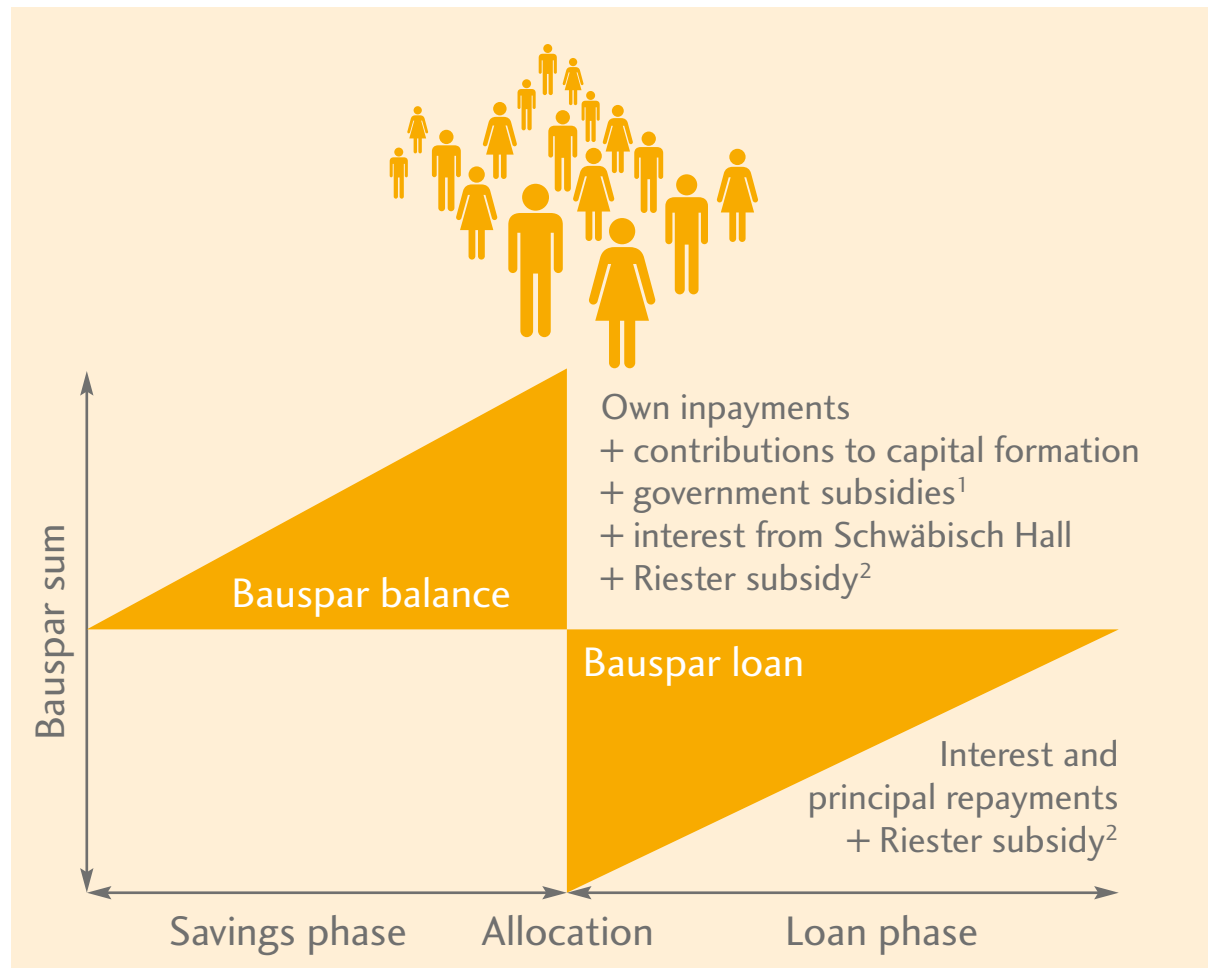 Own inpayments
+ contributions to capital formation
+ government subsidies¹
+ interest from Schwäbisch Hall
+ Riester subsidy²
Bauspar sum
Bauspar balance
Bauspar loan
Interest and
principal repayments
+ Riester subsidy²
Savings phase
Allocation
Loan phase